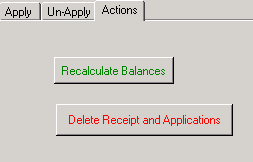 Apply Un-Apply Actions
Recalculate Balances
Delete Receipt and Applications